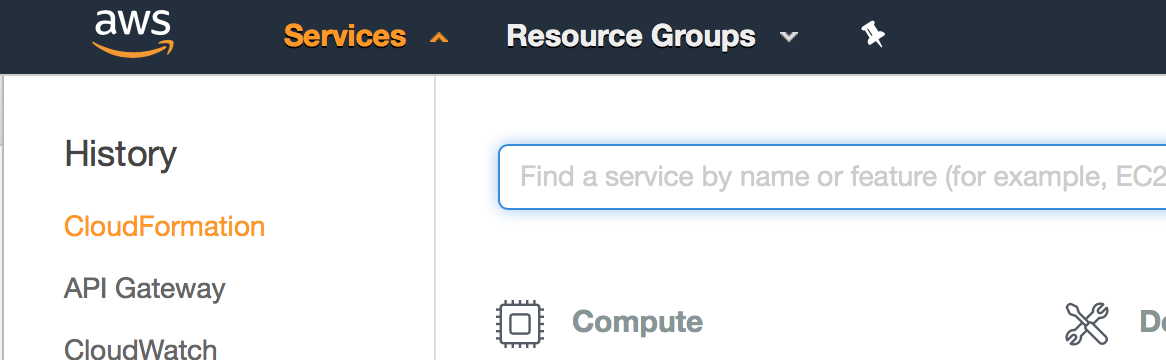 aws
Services
Resource Groups
History
Find a service by name or feature (for example, EC2
CloudFormation
API Gateway
Compute
CloudWatch